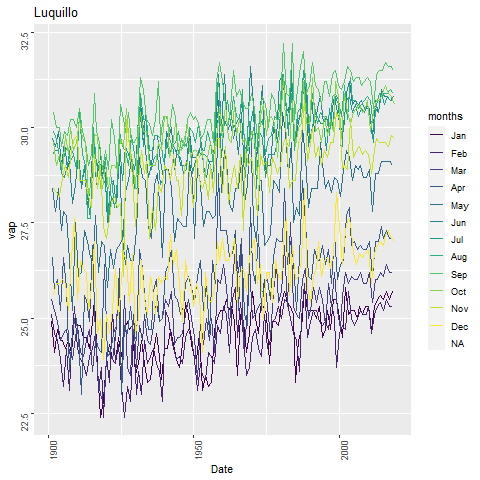 Luquillo
32.5
30.0
27.5
25.0
22.5
vap
1900
1950
2000
Date
months
Jan
Feb
Mar
Apr
May
Jun
Jul
Aug
Sep
Oct
Nov
Dec
NA